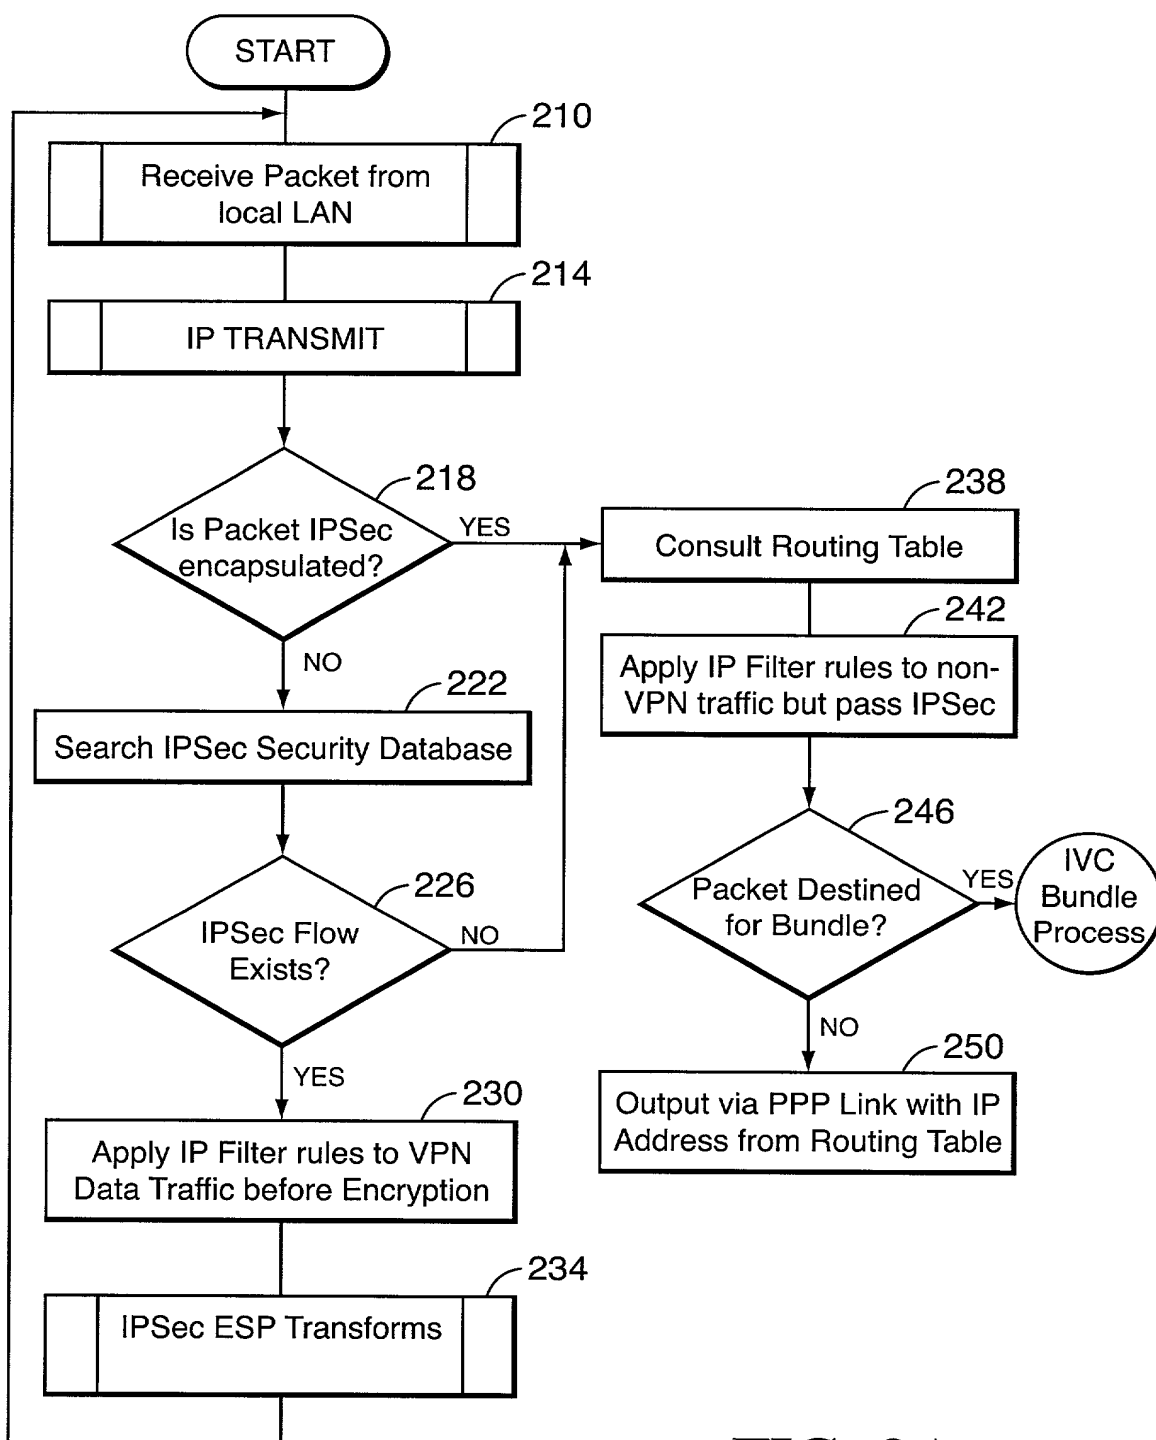 START
210
Receive Packet from
local LAN
214
IP TRANSMIT
218
Is Packet IPSec
encapsulated?
YES
NO
222
Search IPSec Security Database
226
IPSec Flow
Exists?
NO
YES
230
Apply IP Filter rules to VPN
Data Traffic before Encryption
234
IPSec ESP Transforms
238
Consult Routing Table
242
Apply IP Filter rules to non-
VPN traffic but pass IPSec
246
Packet Destined
for Bundle?
YES
IVC
Bundle
Process
NO
250
Output via PPP Link with IP
Address from Routing Table